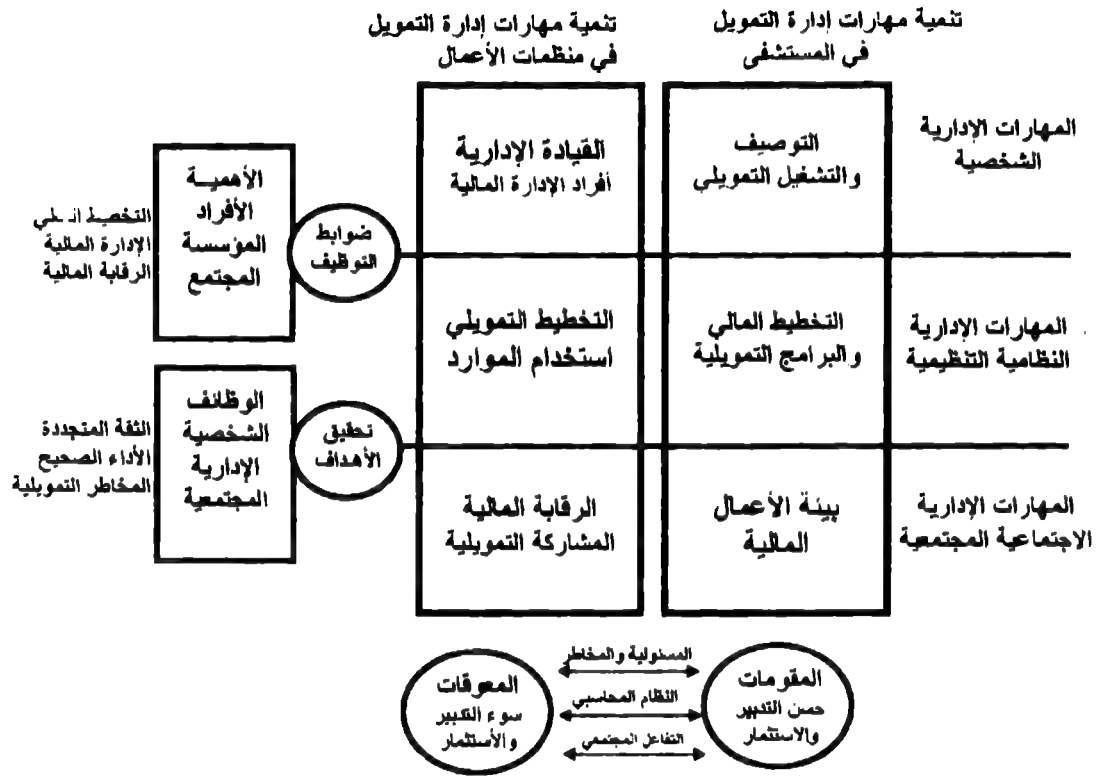 تنمية مهارات إدارة التمويل
في المستشفى
تنمية مهارات إدارة التمويل
في منظمات الأعمال
المهارات الإدارية
الشخصية
التوصيف
والتشغيل التمويلي
القيادة الإدارية
أفراد الإدارة المالية
ضوابط
التوظيف
الأهمية
الأفراد
المؤسسة
المجتمع
الإدارة المالية
الرقابة المالية
المهارات الإدارية
النظامية التنظيمية
التخطيط المالي
والبرامج التمويلية
التخطيط التمويلي
استخدام الموارد
تحقيق
الأهداف
الوظائف
الشخصية
الإدارية
المجتمعية
الثقة المتجددة
الأداء الصحيح
المخاطر التمويلية
المهارات الإدارية
الاجتماعية المجتمعية
بيئة الأعمال
المالية
الرقابة المالية
المشاركة التمويلية
المقومات
حسن التدبير
والاستثمار
المسئولية والمخاطر
النظام المحاسبي
التفاعل المجتمعي
المعوقات
سوء التدبير
والأستثمار